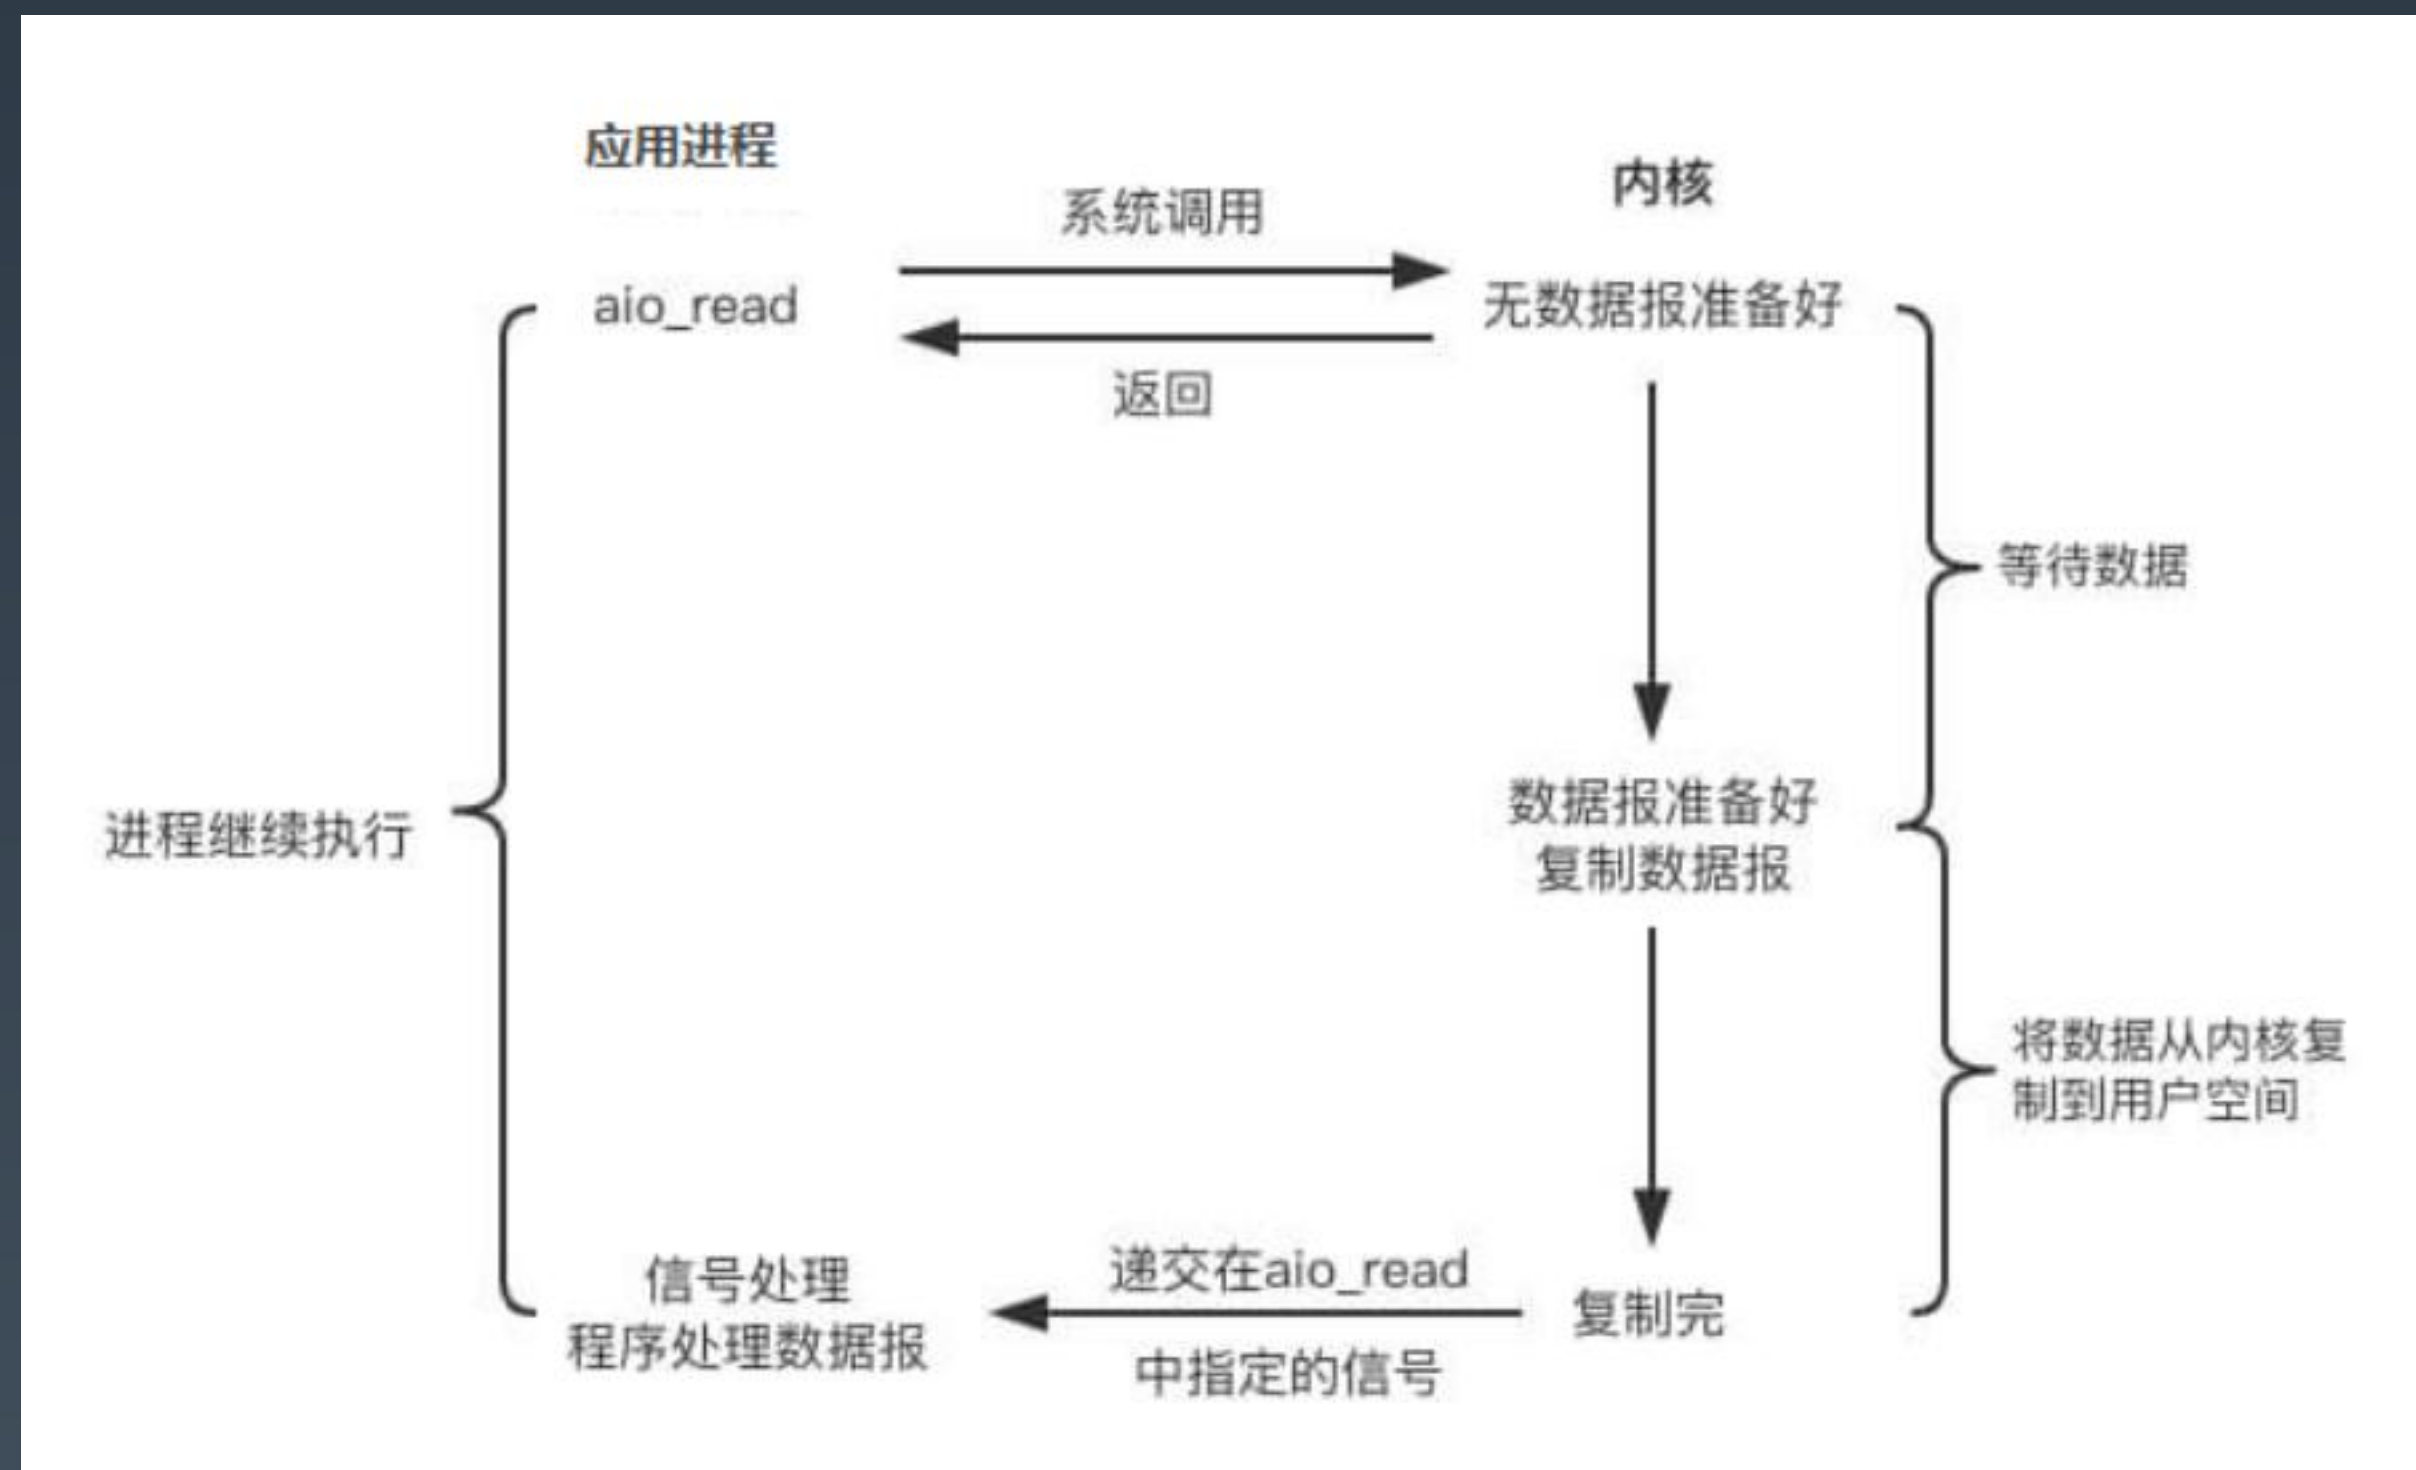 应用进程
内核
系统调用
aio_read
无数据报准备好
返回
等待数据
数据报准备好
复制数据报
进程继续执行
将数据从内核复
制到用户空间
递交在aio_read
中指定的信号
复制完
信号处理
程序处理数据报